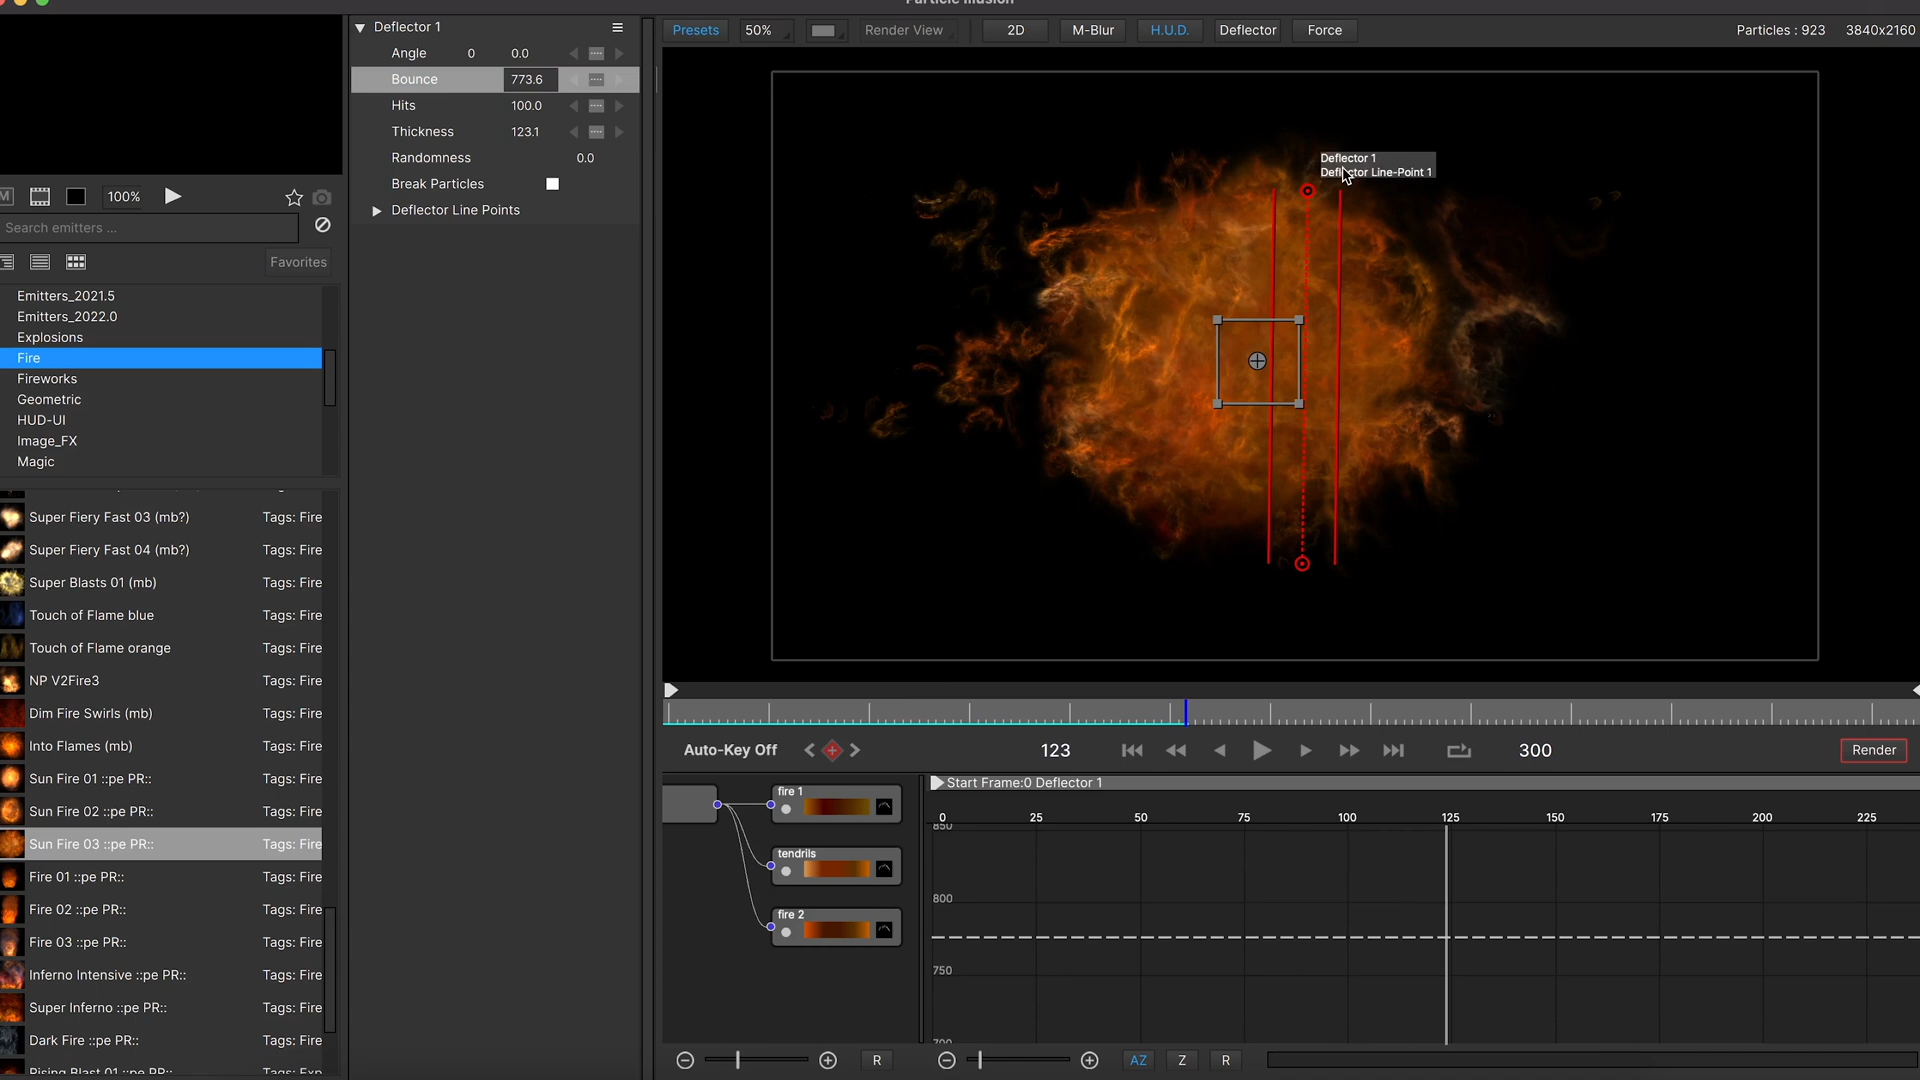 Particle Illusion
Deflector 1
Angle 0 0.0
Bounce 773.6
Hits 100.0
Thickness 123.1
Randomness 0.0
Break Particles
Deflector Line Points
Presets 50% Render View 2D M-Blur H.U.D. Deflector Force Particles : 923 3840x2160
M 100%
Search emitters ...
Favorites
Emitters_2021.5
Emitters_2022.0
Explosions
Fire
Fireworks
Geometric
HUD-UI
Image_FX
Magic
Super Fiery Fast 03 (mb?) Tags: Fire
Super Fiery Fast 04 (mb?) Tags: Fire
Super Blasts 01 (mb) Tags: Fire
Touch of Flame blue Tags: Fire
Touch of Flame orange Tags: Fire
NP V2Fire3 Tags: Fire
Dim Fire Swirls (mb) Tags: Fire
Into Flames (mb) Tags: Fire
Sun Fire 01 ::pe PR:: Tags: Fire
Sun Fire 02 ::pe PR:: Tags: Fire
Sun Fire 03 ::pe PR:: Tags: Fire
Fire 01 ::pe PR:: Tags: Fire
Fire 02 ::pe PR:: Tags: Fire
Fire 03 ::pe PR:: Tags: Fire
Inferno Intensive ::pe PR:: Tags: Fire
Super Inferno ::pe PR:: Tags: Fire
Dark Fire ::pe PR:: Tags: Fire
Rising Blast 01 ::pe PR:: Tags: Exp
Deflector 1
Deflector Line-Point 1
Auto-Key Off 123 300 Render
fire 1
tendrils
fire 2
Start Frame:0 Deflector 1
0 25 50 75 100 125 150 175 200 225
850
800
750
700
R AZ Z R